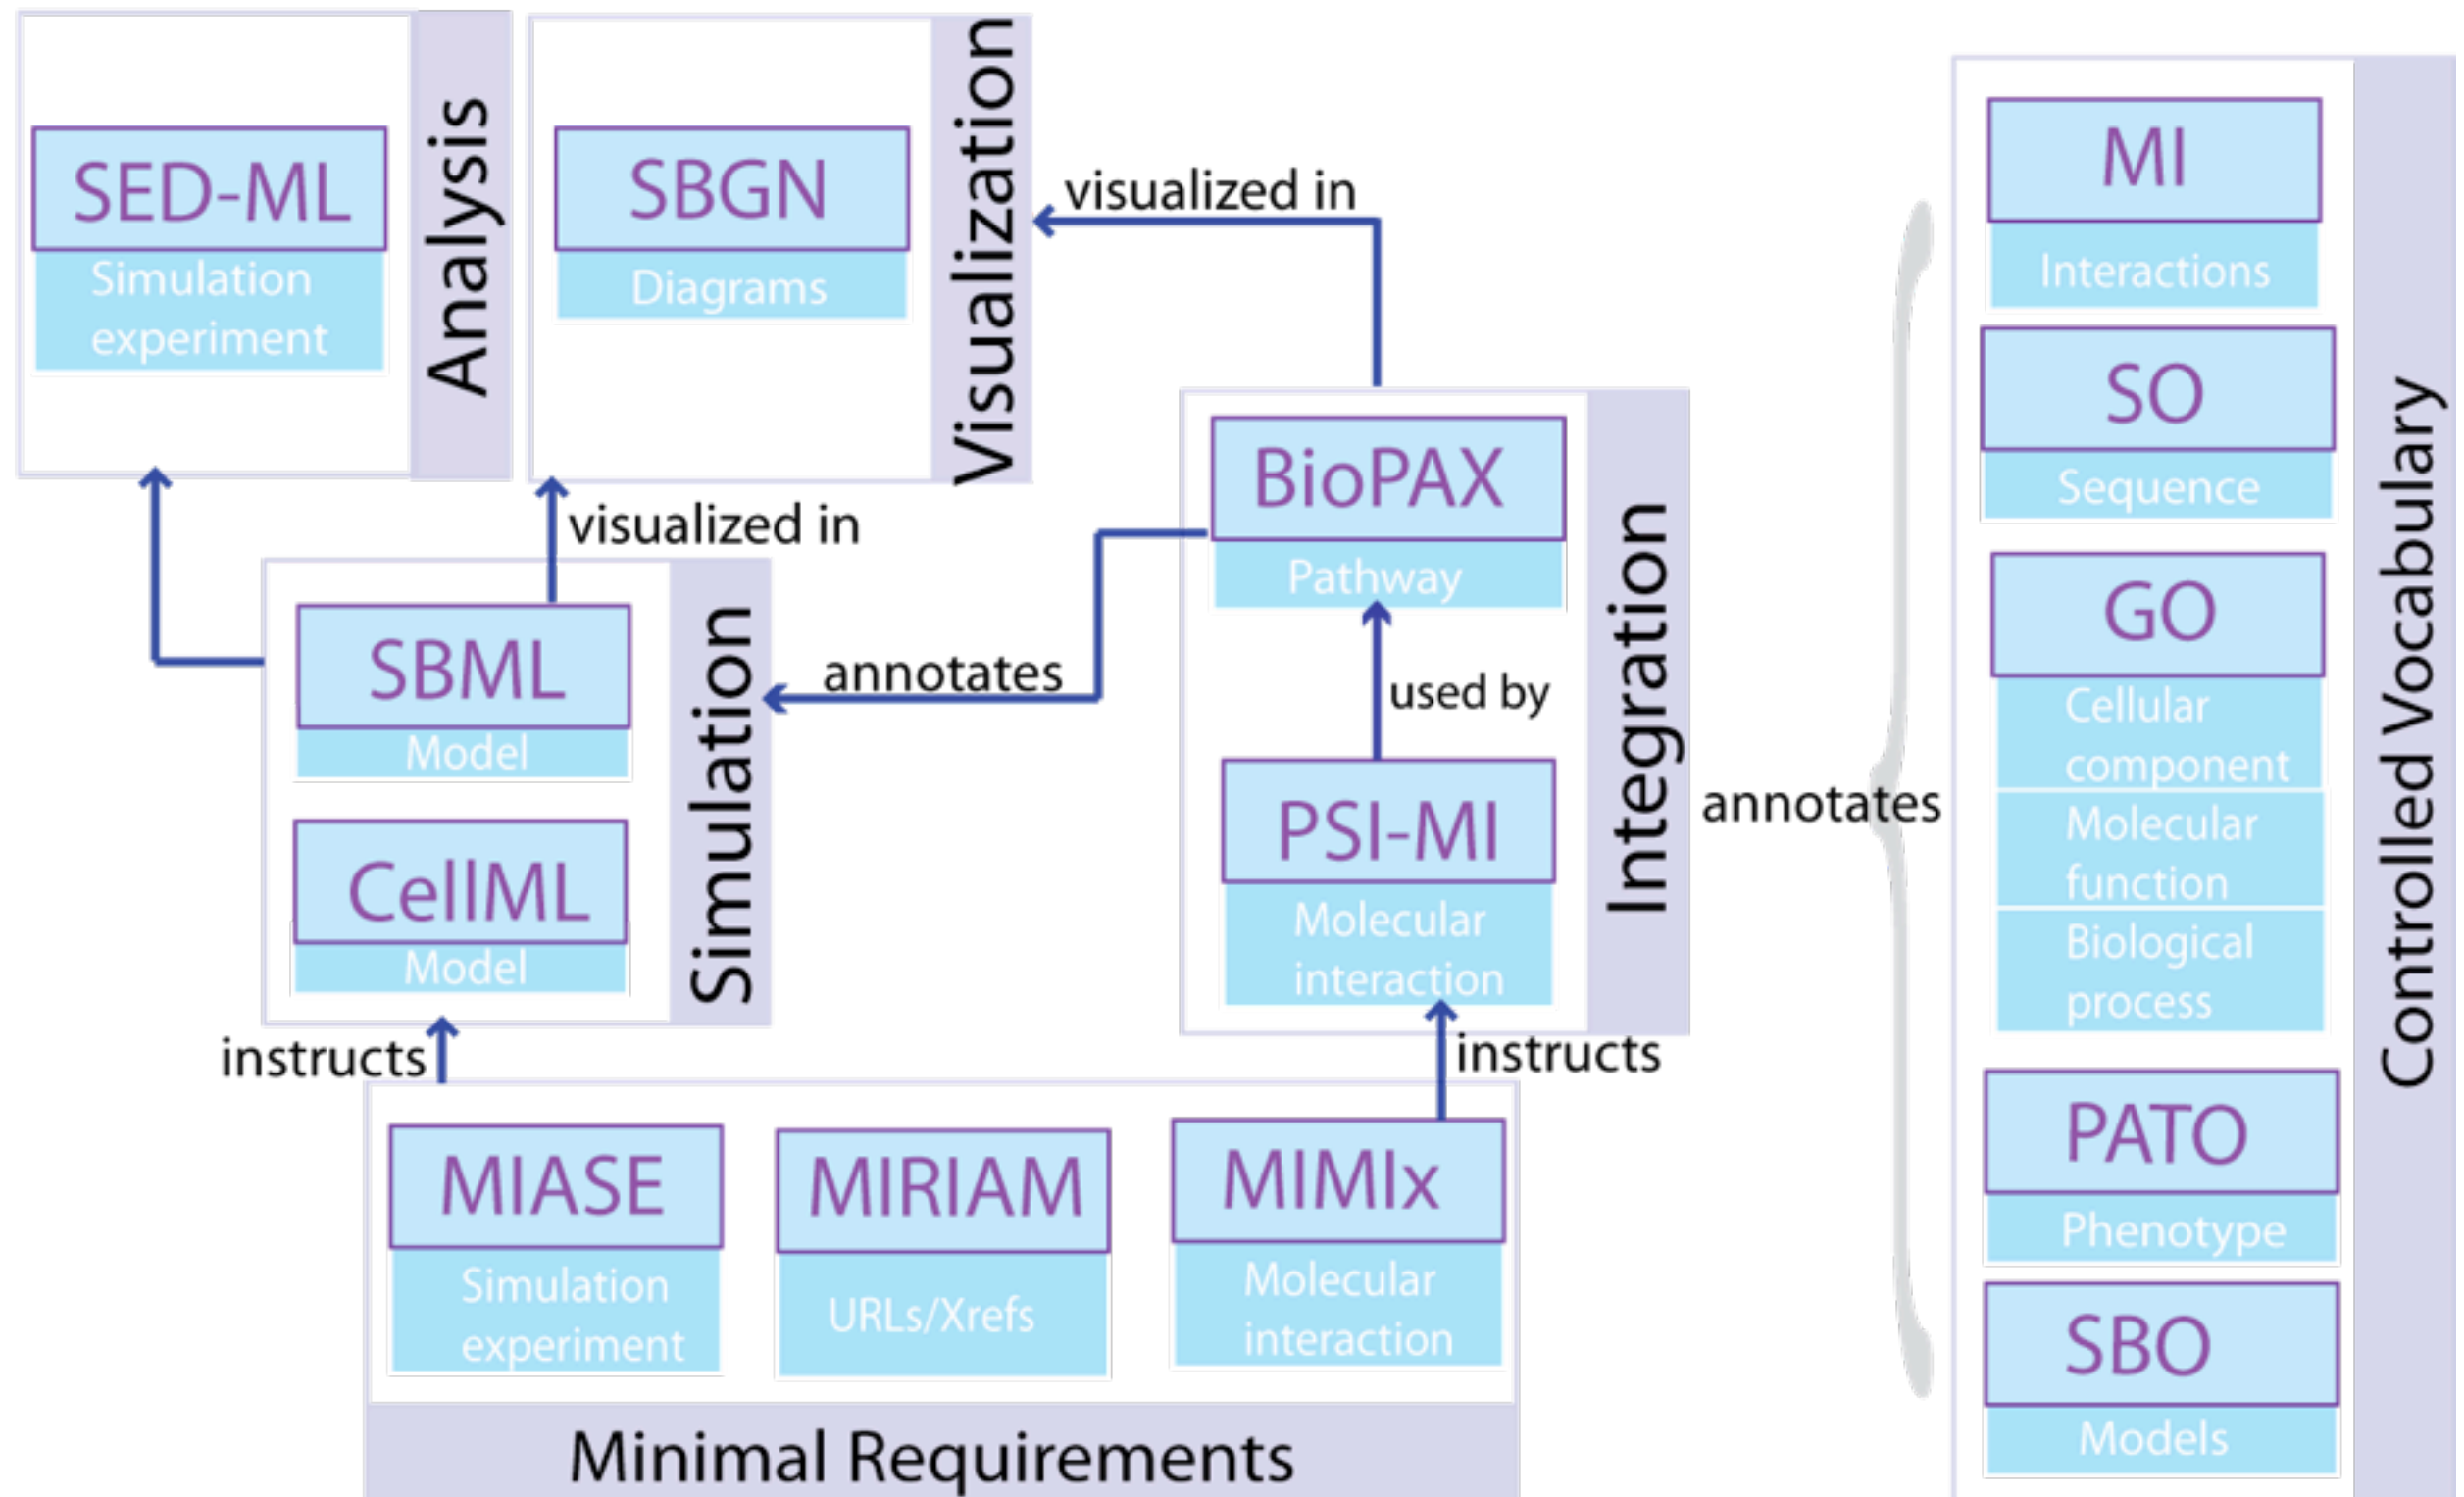 SED-ML
Simulation
experiment
Analysis
SBGN
Diagrams
Visualization
visualized in
visualized in
SBML
Model
CellML
Model
Simulation
annotates
BioPAX
Pathway
used by
PSI-MI
Molecular
interaction
Integration
instructs
instructs
MIASE
Simulation
experiment
MIRIAM
URLs/Xrefs
MIMIx
Molecular
interaction
Minimal Requirements
annotates
MI
Interactions
SO
Sequence
GO
Cellular
component
Molecular
function
Biological
process
PATO
Phenotype
SBO
Models
Controlled Vocabulary